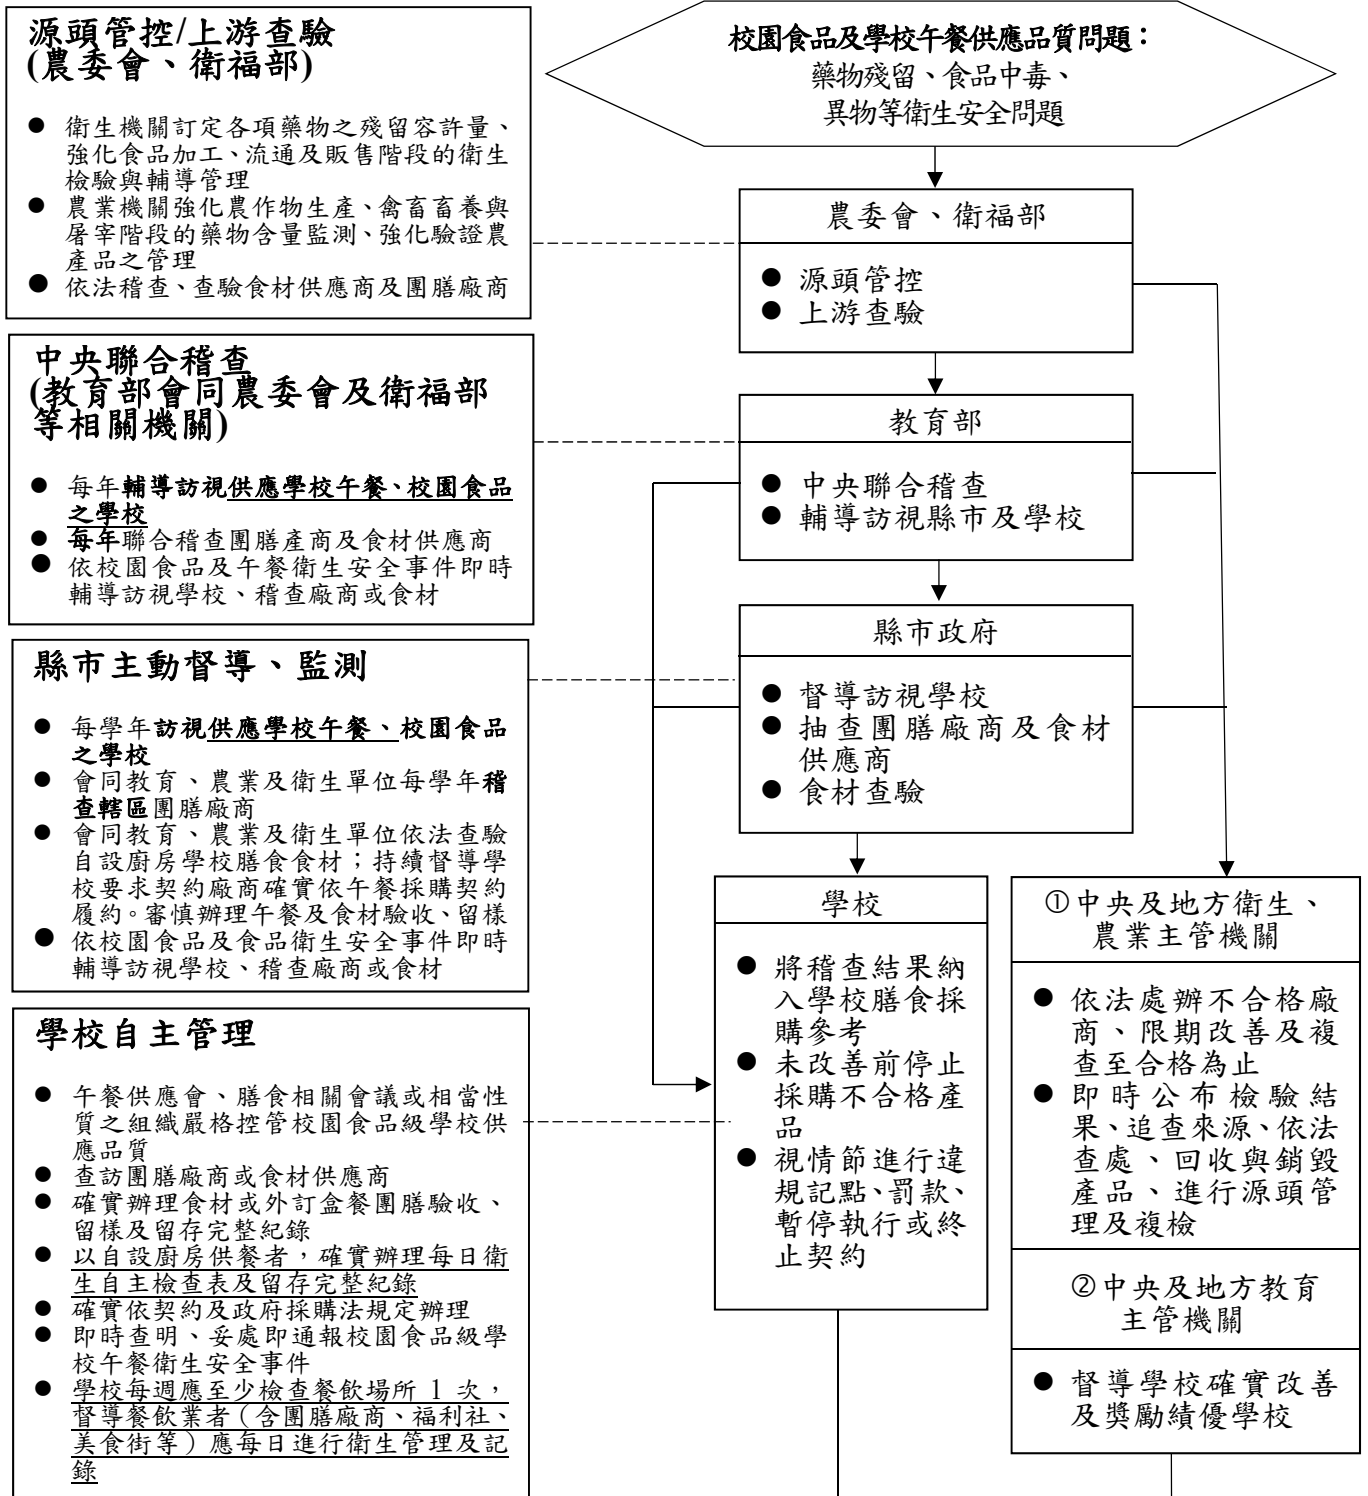 源頭管控/上游查驗
(農委會、衛福部)
● 衛生機關訂定各項藥物之殘留容許量、
強化食品加工、流通及販售階段的衛生
檢驗與輔導管理
● 農業機關強化農作物生產、禽畜畜養與
屠宰階段的藥物含量監測、強化驗證農
產品之管理
● 依法稽查、查驗食材供應商及團膳廠商
中央聯合稽查
(教育部會同農委會及衛福部
等相關機關)
● 每年輔導訪視供應學校午餐、校園食品
之學校
● 每年聯合稽查團膳產商及食材供應商
● 依校園食品及午餐衛生安全事件即時
輔導訪視學校、稽查廠商或食材
縣市主動督導、監測
● 每學年訪視供應學校午餐、校園食品
之學校
● 會同教育、農業及衛生單位每學年稽
查轄區團膳廠商
● 會同教育、農業及衛生單位依法查驗
自設廚房學校膳食食材；持續督導學
校要求契約廠商確實依午餐採購契約
履約。審慎辦理午餐及食材驗收、留樣
● 依校園食品及食品衛生安全事件即時
輔導訪視學校、稽查廠商或食材
學校自主管理
● 午餐供應會、膳食相關會議或相當性
質之組織嚴格控管校園食品級學校供
應品質
● 查訪團膳廠商或食材供應商
● 確實辦理食材或外訂盒餐團膳驗收、
留樣及留存完整紀錄
● 以自設廚房供餐者，確實辦理每日衛
生自主檢查表及留存完整紀錄
● 確實依契約及政府採購法規定辦理
● 即時查明、妥處即通報校園食品級學
校午餐衛生安全事件
● 學校每週應至少檢查餐飲場所 1 次，
督導餐飲業者（含團膳廠商、福利社、
美食街等）應每日進行衛生管理及記
錄
校園食品及學校午餐供應品質問題：
藥物殘留、食品中毒、
異物等衛生安全問題
農委會、衛福部
● 源頭管控
● 上游查驗
教育部
● 中央聯合稽查
● 輔導訪視縣市及學校
縣市政府
● 督導訪視學校
● 抽查團膳廠商及食材
供應商
● 食材查驗
學校
● 將稽查結果納
入學校膳食採
購參考
● 未改善前停止
採購不合格產
品
● 視情節進行違
規記點、罰款、
暫停執行或終
止契約
①中央及地方衛生、
農業主管機關
● 依法處辦不合格廠
商、限期改善及複
查至合格為止
● 即時公布檢驗結
果、追查來源、依法
查處、回收與銷毀
產品、進行源頭管
理及複檢
②中央及地方教育
主管機關
● 督導學校確實改善
及獎勵績優學校